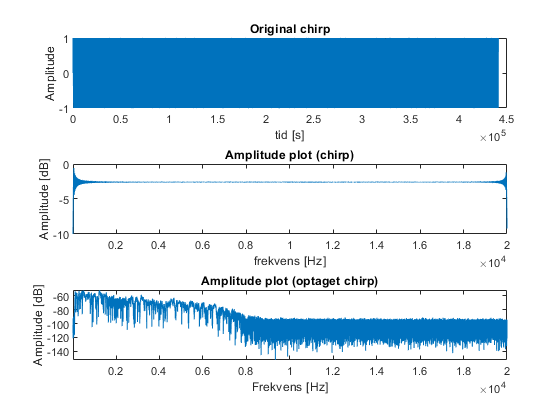 Original chirp
Amplitude
1
0
-1
0 0.5 1 1.5 2 2.5 3 3.5 4 4.5
tid [s]
×10^5
Amplitude plot (chirp)
Amplitude [dB]
0
-5
-10
0.2 0.4 0.6 0.8 1 1.2 1.4 1.6 1.8 2
frekvens [Hz]
×10^4
Amplitude plot (optaget chirp)
Amplitude [dB]
-60
-80
-100
-120
-140
0.2 0.4 0.6 0.8 1 1.2 1.4 1.6 1.8 2
Frekvens [Hz]
×10^4